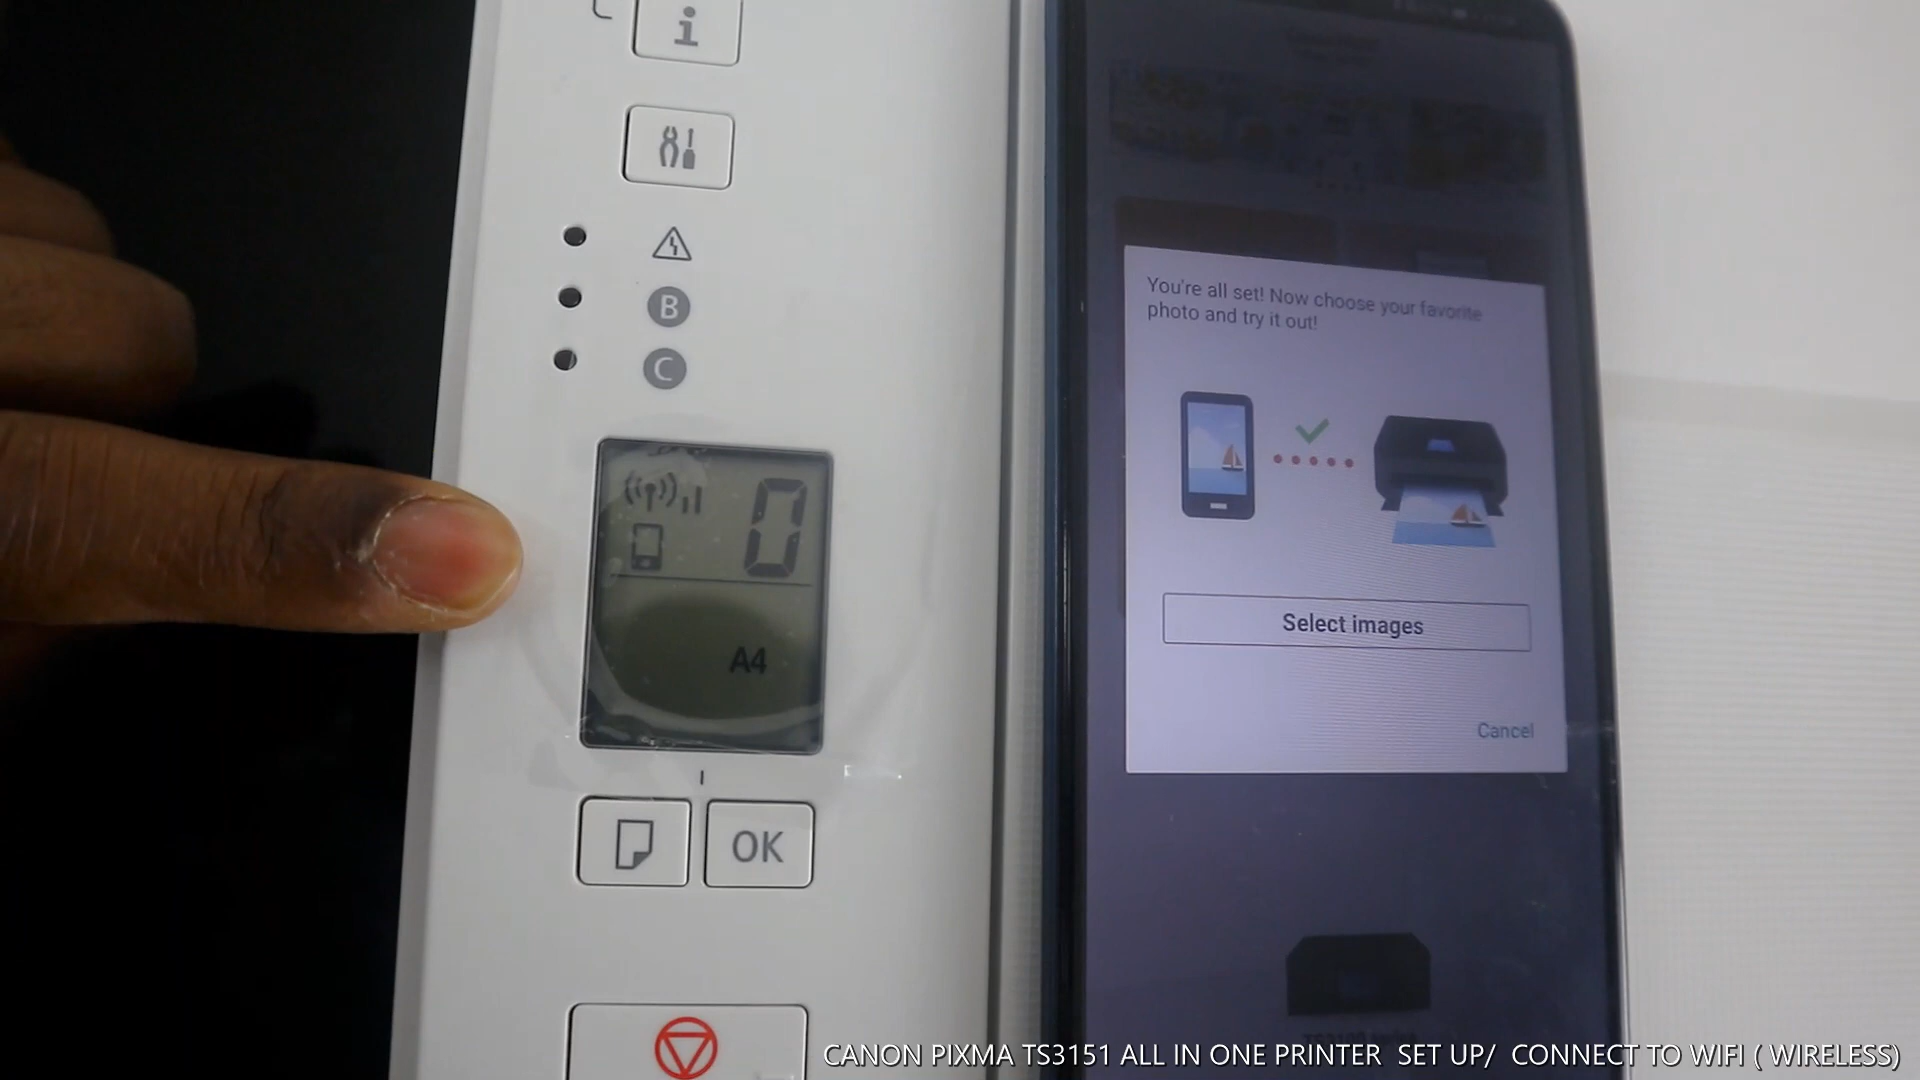 i
B
C
0
A4
OK
You're all set! Now choose your favorite
photo and try it out!
Select images
Cancel
CANON PIXMA TS3151 ALL IN ONE PRINTER SET UP/ CONNECT TO WIFI ( WIRELESS)